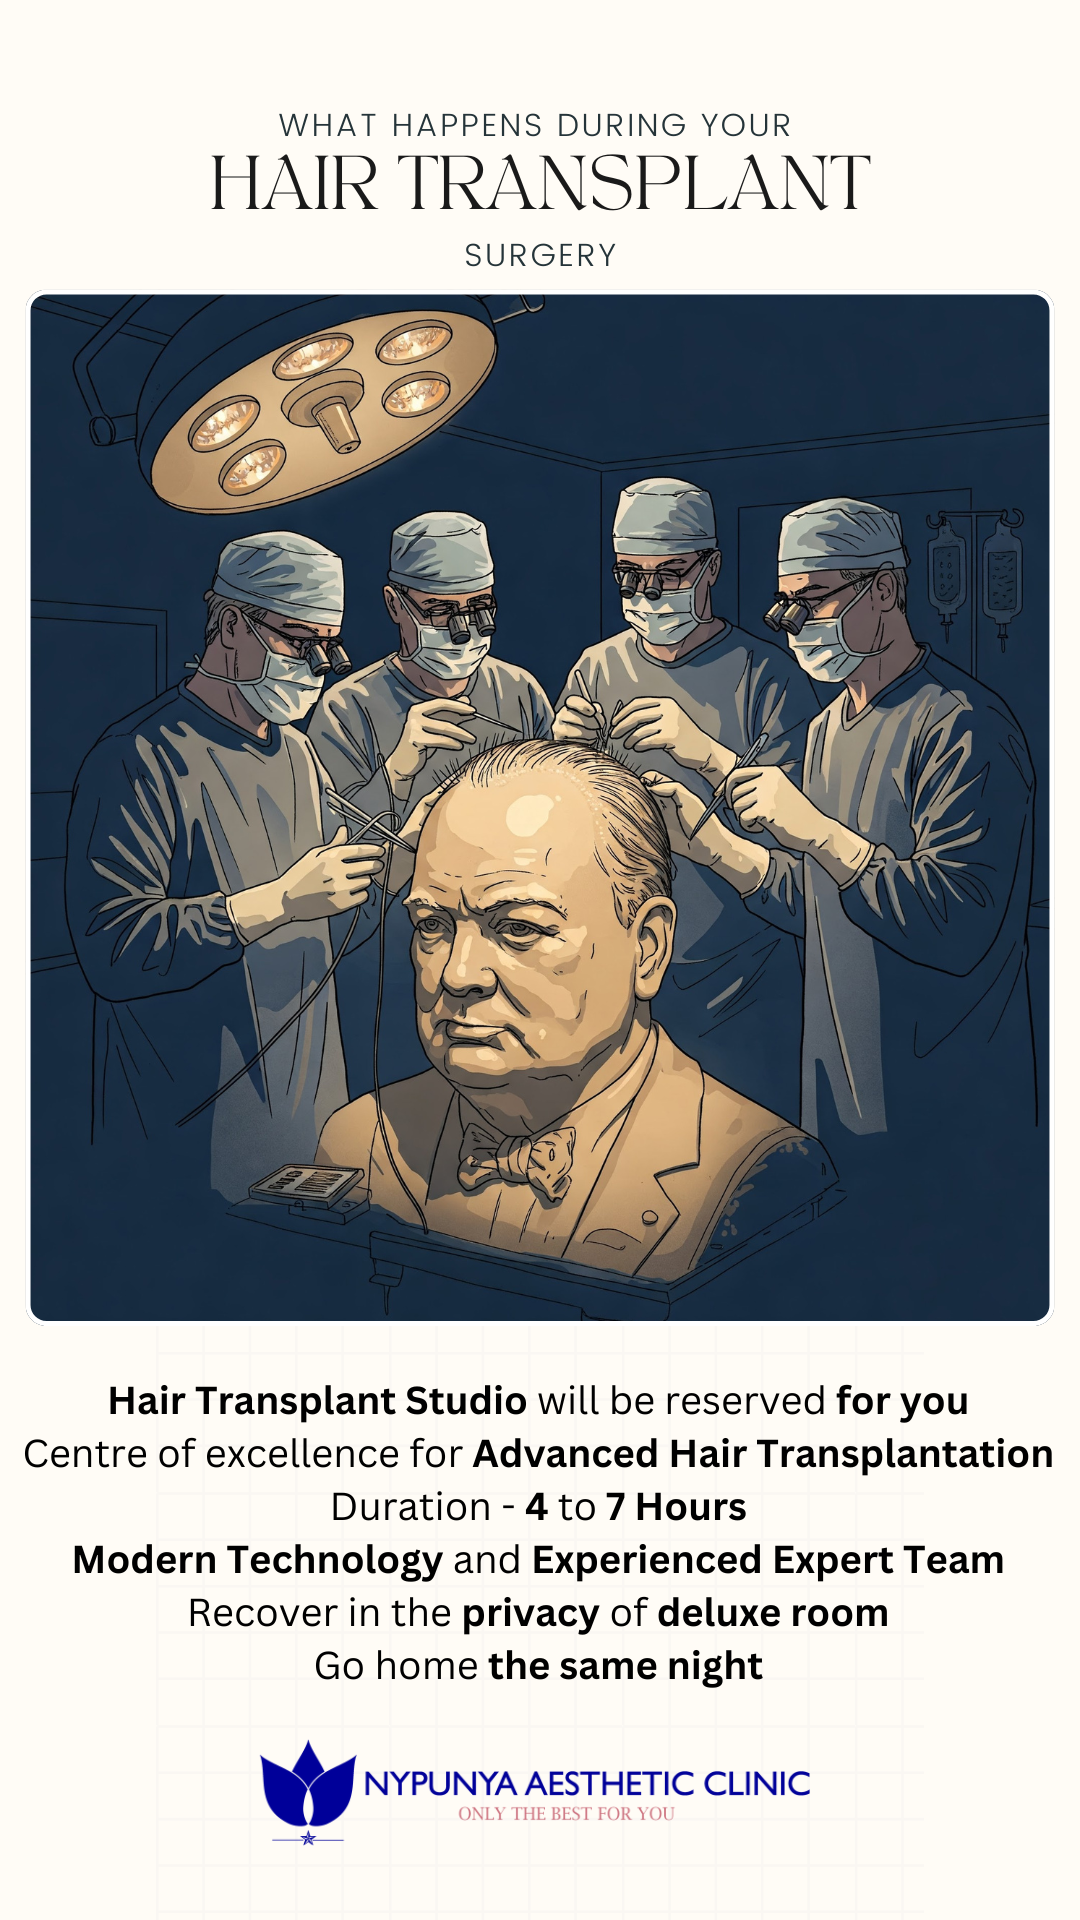 WHAT HAPPENS DURING YOUR
HAIR TRANSPLANT
SURGERY
Hair Transplant Studio will be reserved for you
Centre of excellence for Advanced Hair Transplantation
Duration - 4 to 7 Hours
Modern Technology and Experienced Expert Team
Recover in the privacy of deluxe room
Go home the same night
NYPUNYA AESTHETIC CLINIC
ONLY THE BEST FOR YOU